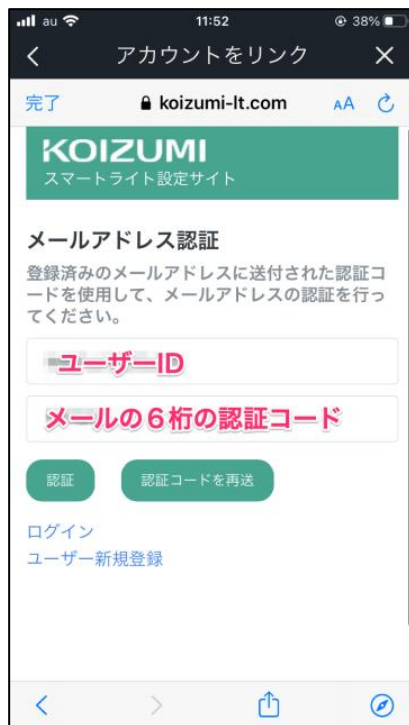 au 11:52 38%
アカウントをリンク
完了 koizumi-lt.com AA
KOIZUMI
スマートライト設定サイト
メールアドレス認証
登録済みのメールアドレスに送付された認証コ
ードを使用して、メールアドレスの認証を行っ
てください。
ユーザーID
メールの６桁の認証コード
認証 認証コードを再送
ログイン
ユーザー新規登録